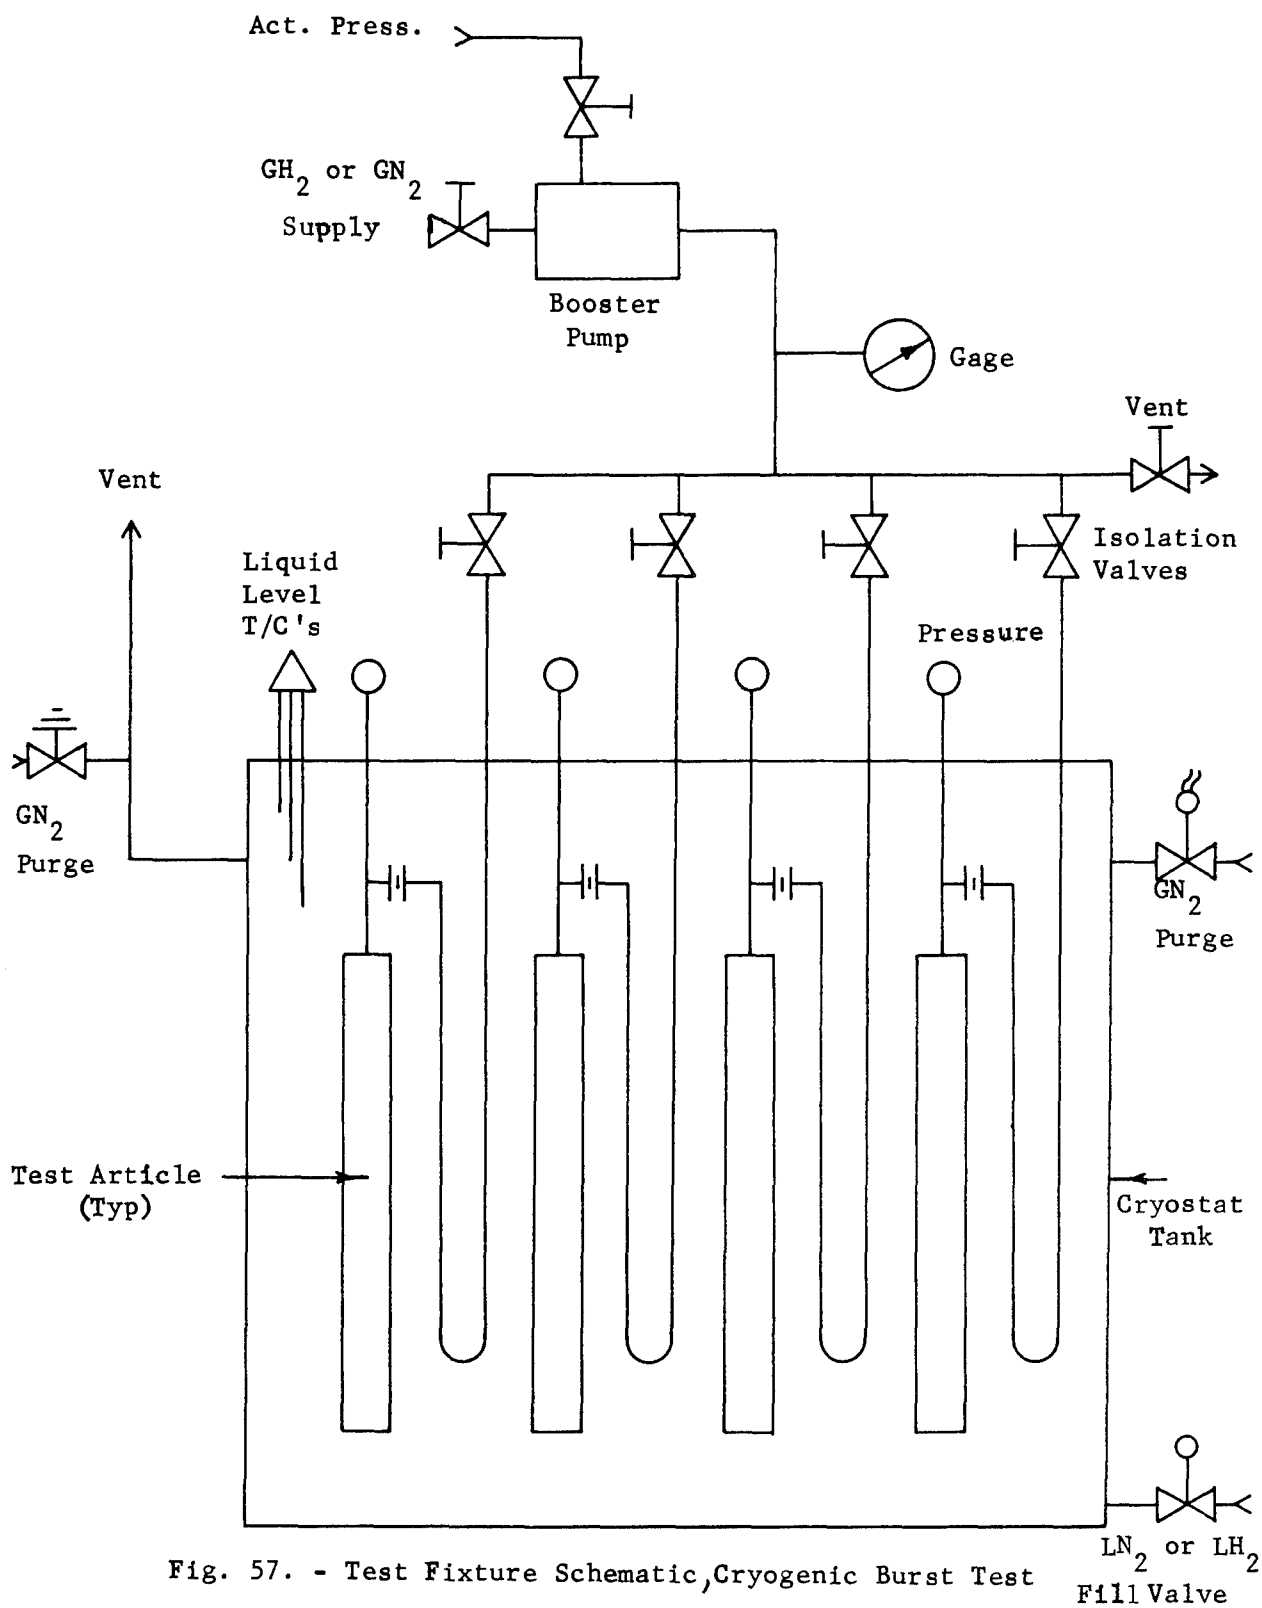 Act. Press.
GH2 or GN2
Supply
Booster
Pump
Gage
Vent
Vent
Liquid
Level
T/C's
Isolation
Valves
Pressure
GN2
Purge
GN2
Purge
Test Article
(Typ)
Cryostat
Tank
LN2 or LH2
Fill Valve
Fig. 57. - Test Fixture Schematic, Cryogenic Burst Test